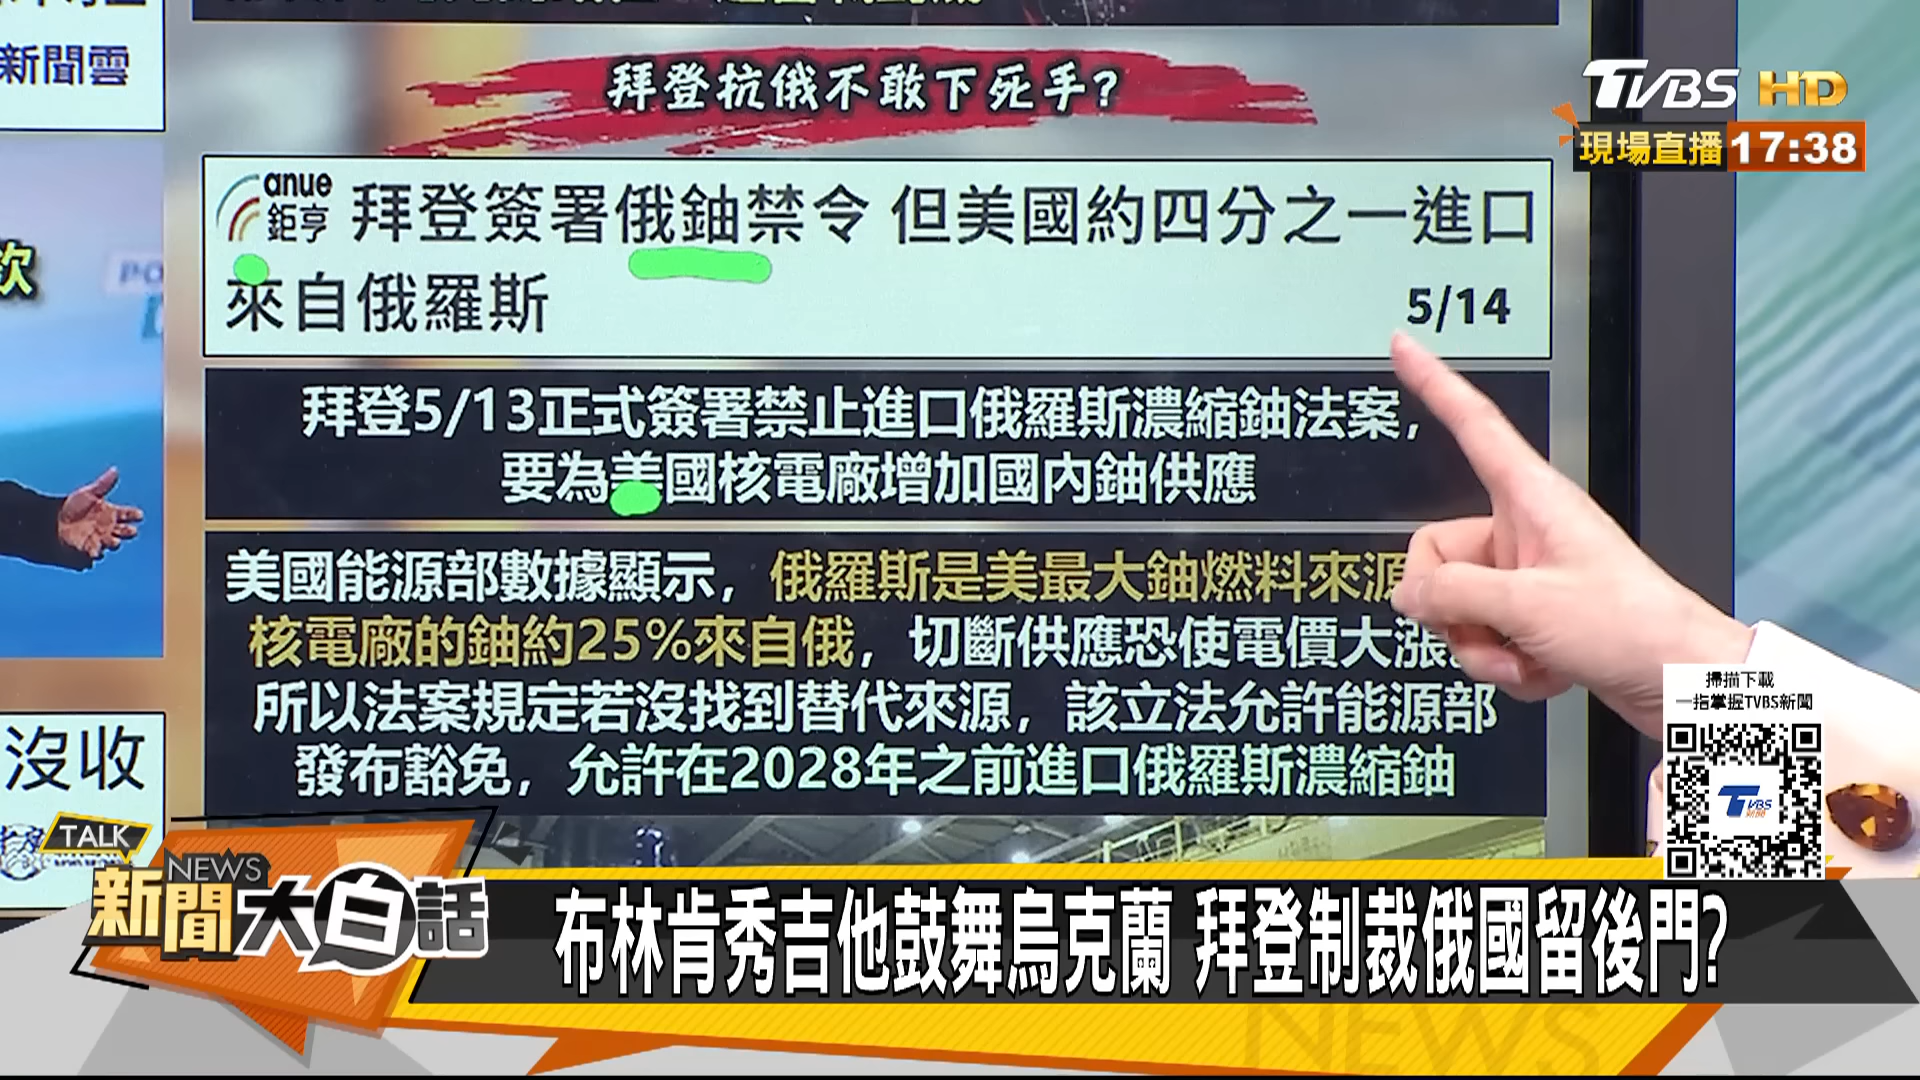 新聞雲
拜登抗俄不敢下死手?
TVBS HD
現場直播 17:38
anue
鉅亨
拜登簽署俄鈾禁令 但美國約四分之一進口
來自俄羅斯
5/14
拜登5/13正式簽署禁止進口俄羅斯濃縮鈾法案,
要為美國核電廠增加國內鈾供應
美國能源部數據顯示, 俄羅斯是美最大鈾燃料來源
核電廠的鈾約25%來自俄, 切斷供應恐使電價大漲
所以法案規定若沒找到替代來源, 該立法允許能源部
發布豁免, 允許在2028年之前進口俄羅斯濃縮鈾
款
PO
沒收
掃描下載
一指掌握TVBS新聞
TVBS
新聞
TALK
NEWS
新聞大白話
布林肯秀吉他鼓舞烏克蘭 拜登制裁俄國留後門?
NEWS